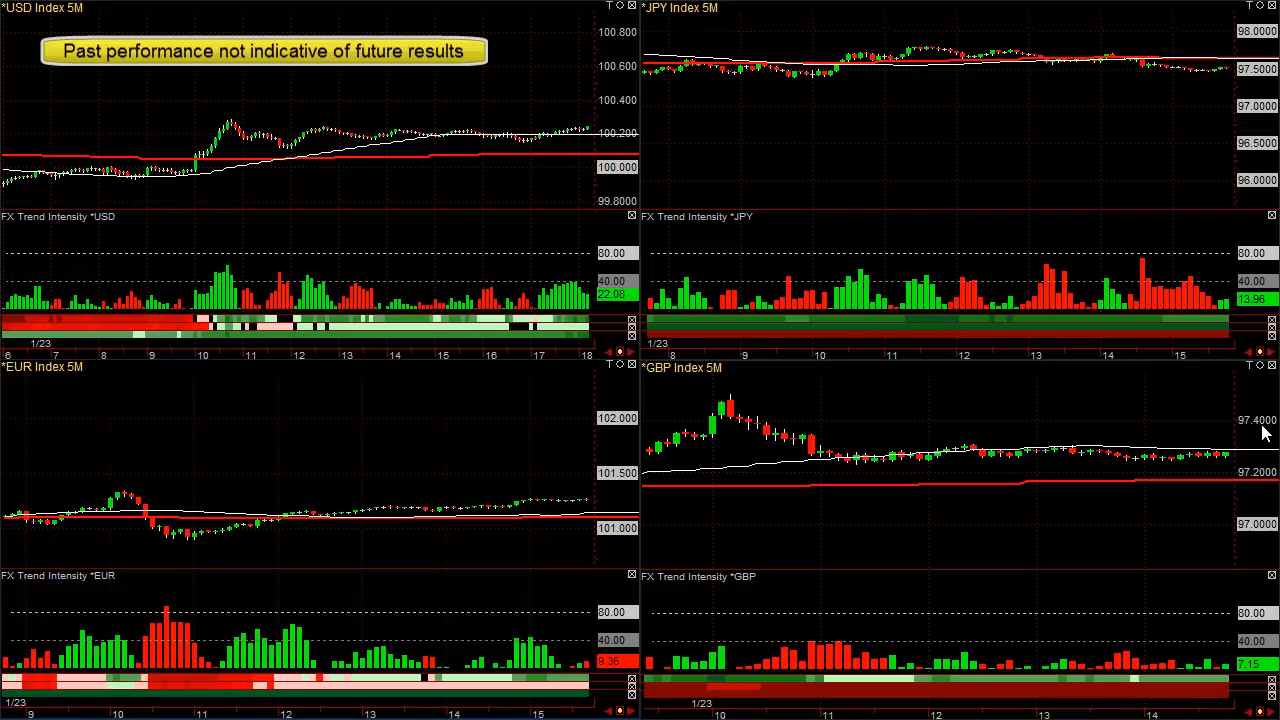 *USD Index 5M
T
Past performance not indicative of future results
100.800
100.600
100.400
100.200
100.000
99.8000
FX Trend Intensity *USD
80.00
40.00
22.08
1/23
6 7 8 9 10 11 12 13 14 15 16 17 18
*JPY Index 5M
T
98.0000
97.5000
97.0000
96.5000
96.0000
FX Trend Intensity *JPY
80.00
40.00
13.96
1/23
8 9 10 11 12 13 14 15
*EUR Index 5M
T
102.000
101.500
101.000
FX Trend Intensity *EUR
80.00
40.00
9.36
1/23
9 10 11 12 13 14 15
*GBP Index 5M
T
97.4000
97.2000
97.0000
FX Trend Intensity *GBP
80.00
40.00
7.15
1/23
10 11 12 13 14